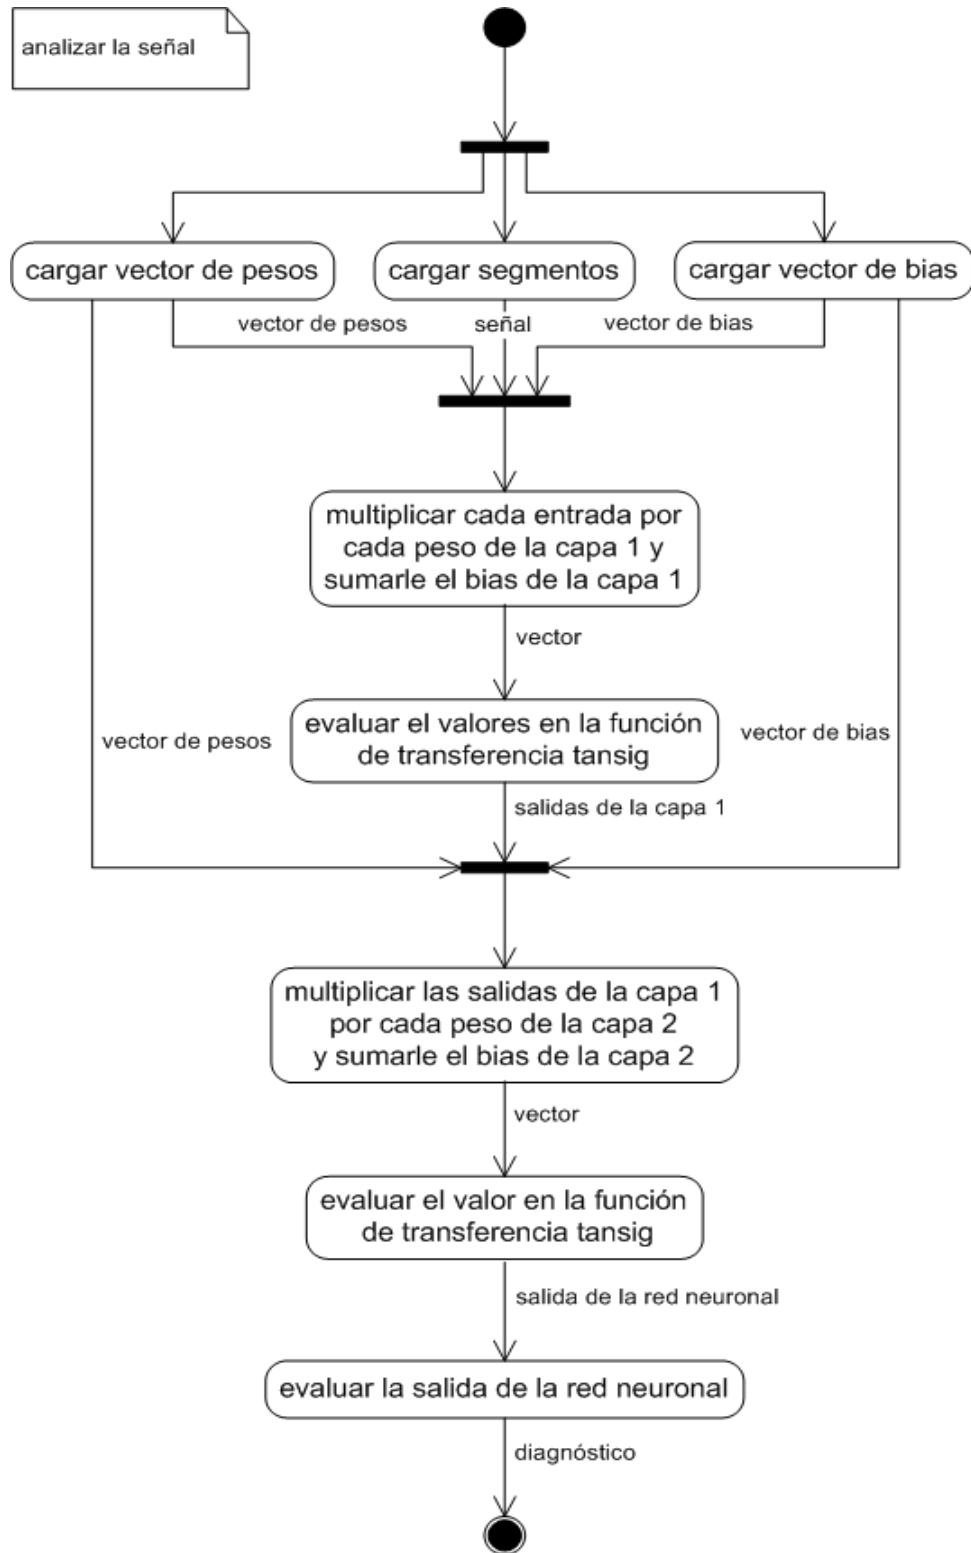 analizar la señal
cargar vector de pesos
cargar segmentos
cargar vector de bias
vector de pesos
señal
vector de bias
multiplicar cada entrada por
cada peso de la capa 1 y
sumarle el bias de la capa 1
vector
evaluar el valores en la función
de transferencia tansig
vector de pesos
vector de bias
salidas de la capa 1
multiplicar las salidas de la capa 1
por cada peso de la capa 2
y sumarle el bias de la capa 2
vector
evaluar el valor en la función
de transferencia tansig
salida de la red neuronal
evaluar la salida de la red neuronal
diagnóstico